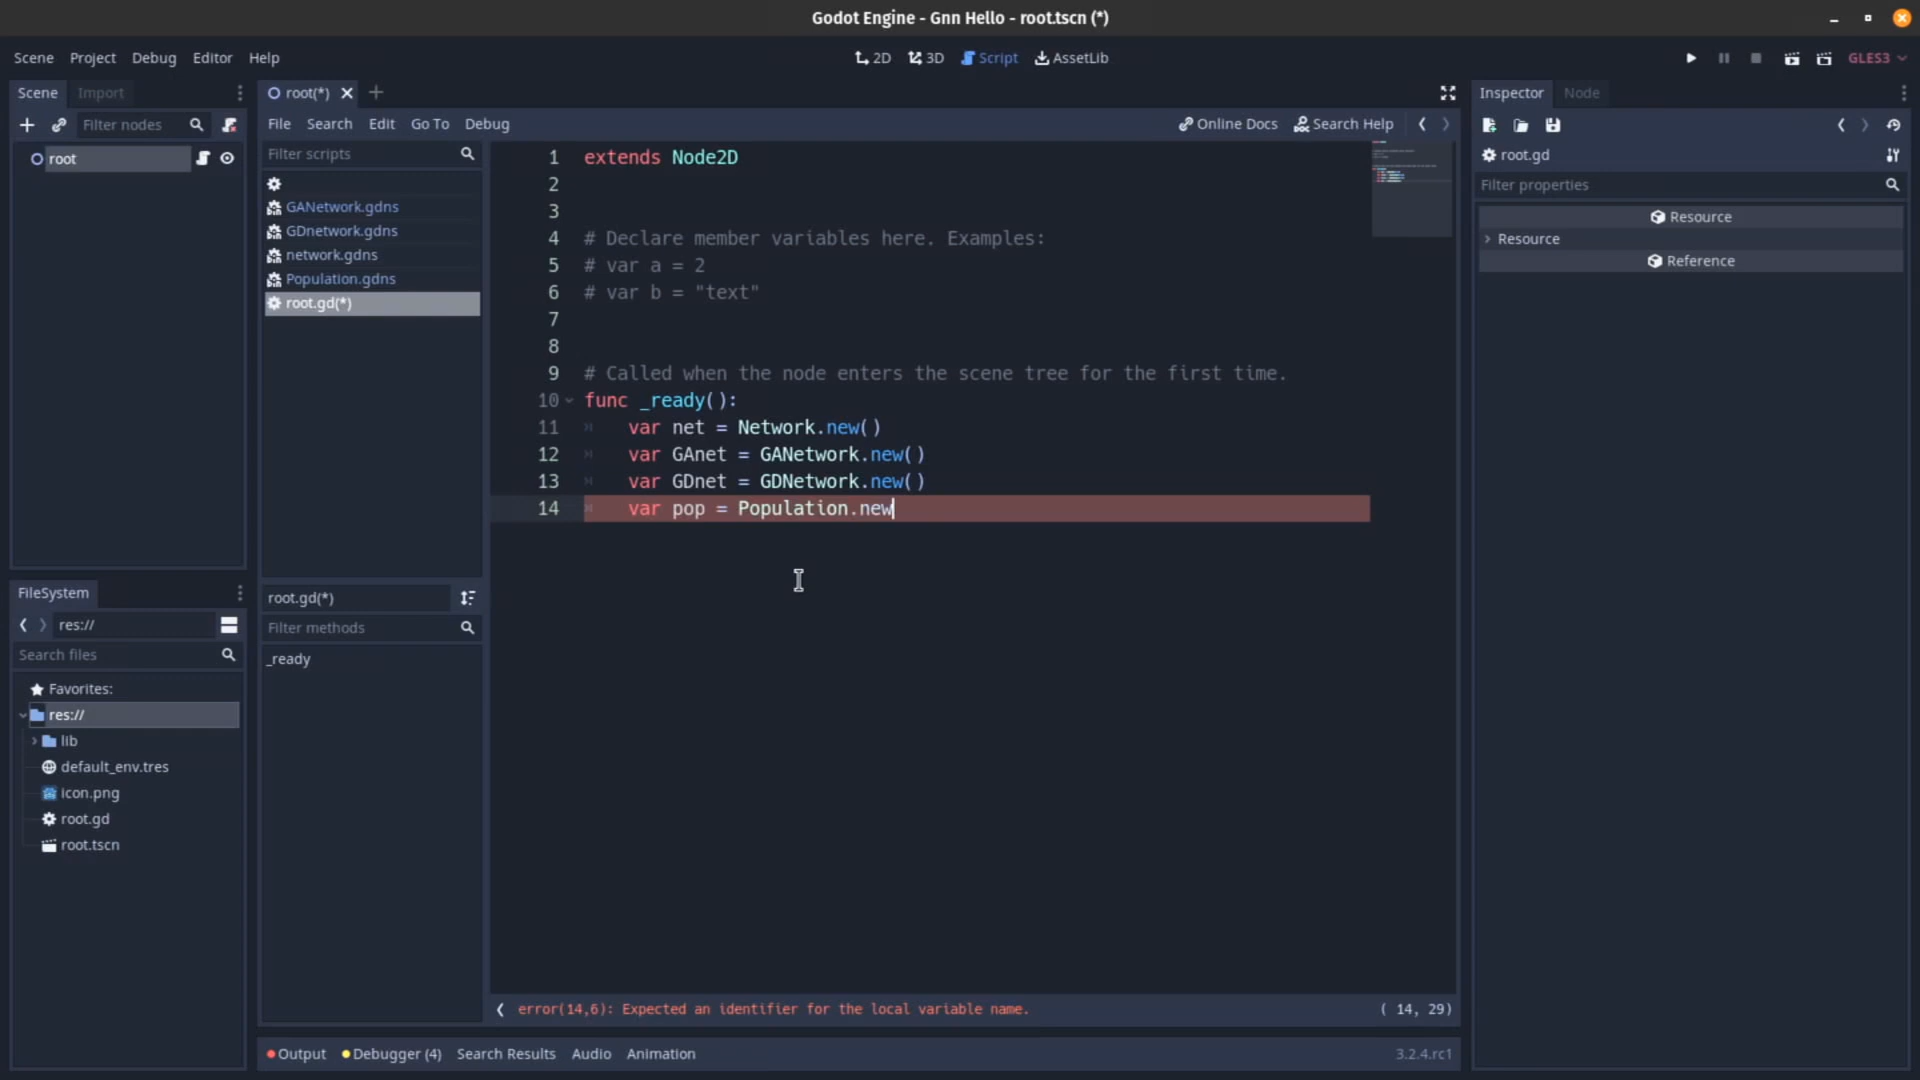 Godot Engine - Gnn Hello - root.tscn (*)
Scene Project Debug Editor Help
2D 3D Script AssetLib
GLES3
Scene Import
Filter nodes
root
FileSystem
res://
Search files
Favorites:
res://
lib
default_env.tres
icon.png
root.gd
root.tscn
root(*)
File Search Edit Go To Debug
Online Docs Search Help
Filter scripts
GANetwork.gdns
GDnetwork.gdns
network.gdns
Population.gdns
root.gd(*)
root.gd(*)
Filter methods
_ready
1 extends Node2D
2
3
4 # Declare member variables here. Examples:
5 # var a = 2
6 # var b = "text"
7
8
9 # Called when the node enters the scene tree for the first time.
10 func _ready():
11 var net = Network.new()
12 var GAnet = GANetwork.new()
13 var GDnet = GDNetwork.new()
14 var pop = Population.new
error(14,6): Expected an identifier for the local variable name.
( 14, 29)
Output Debugger (4) Search Results Audio Animation
3.2.4.rc1
Inspector Node
root.gd
Filter properties
Resource
Resource
Reference